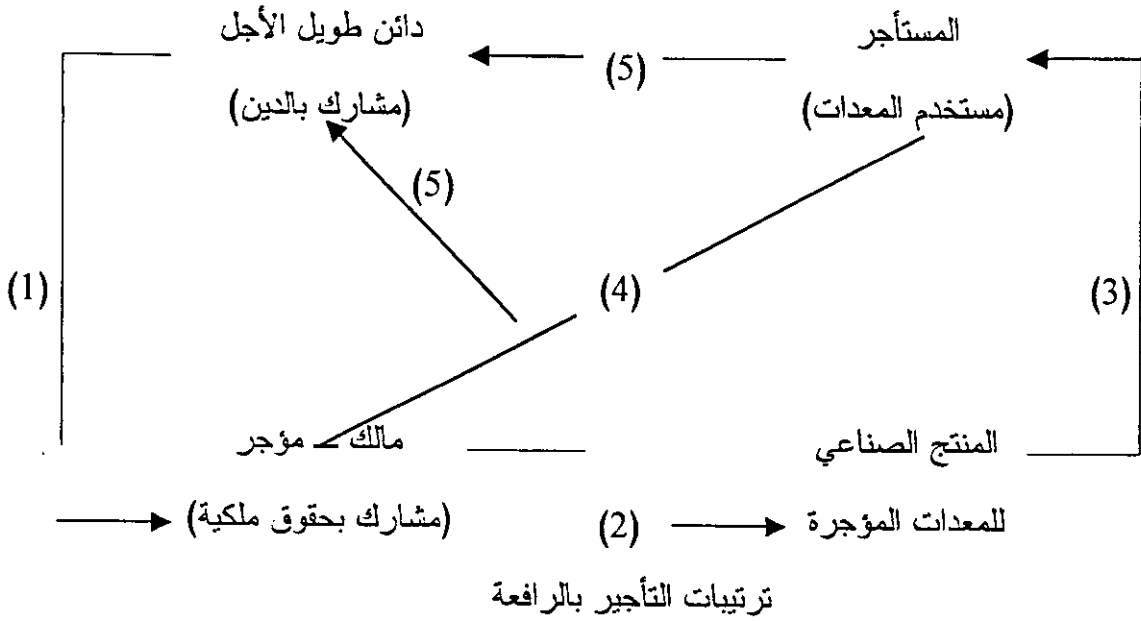 المستأجر
دائن طويل الأجل
(5)
(مستخدم المعدات)
(مشارك بالدين)
(5)
(3)
(4)
(1)
المنتج الصناعي
مالك – مؤجر
للمعدات المؤجرة
(2)
(مشارك بحقوق ملكية)
ترتيبات التأجير بالرافعة